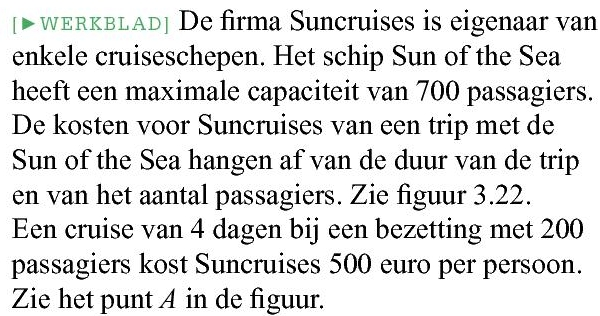 [►WERKBLAD] De firma Suncruises is eigenaar van
enkele cruiseschepen. Het schip Sun of the Sea
heeft een maximale capaciteit van 700 passagiers.
De kosten voor Suncruises van een trip met de
Sun of the Sea hangen af van de duur van de trip
en van het aantal passagiers. Zie figuur 3.22.
Een cruise van 4 dagen bij een bezetting met 200
passagiers kost Suncruises 500 euro per persoon.
Zie het punt A in de figuur.